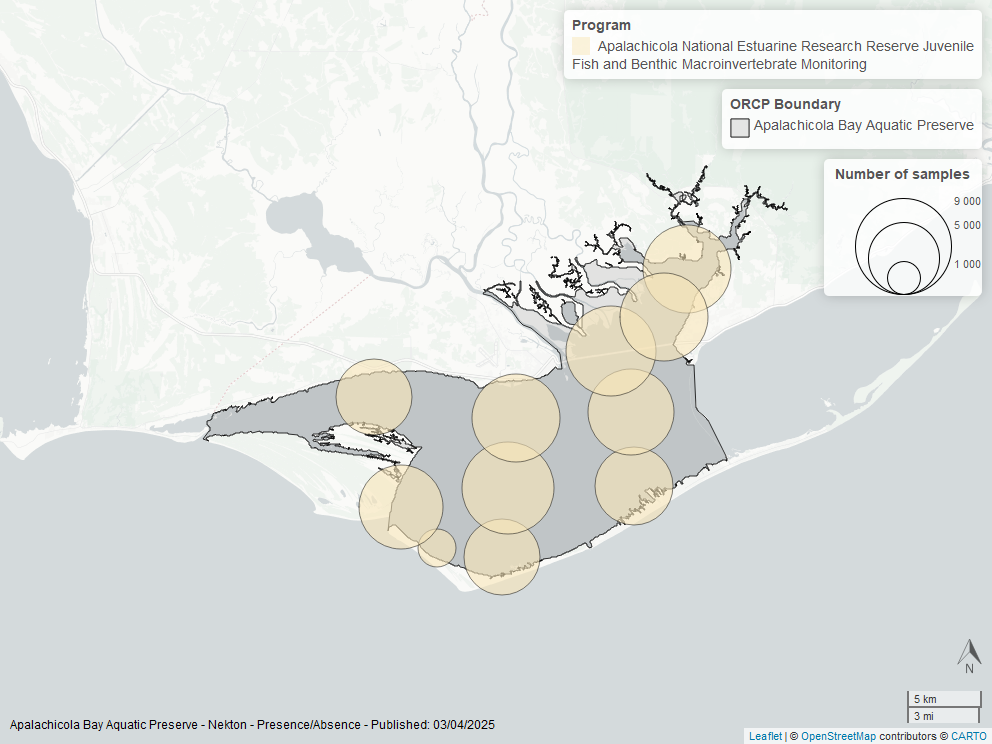 Program
Apalachicola National Estuarine Research Reserve Juvenile
Fish and Benthic Macroinvertebrate Monitoring
ORCP Boundary
Apalachicola Bay Aquatic Preserve
Number of samples
9 000
5 000
1 000
N
5 km
3 mi
Apalachicola Bay Aquatic Preserve - Nekton - Presence/Absence - Published: 03/04/2025
Leaflet | © OpenStreetMap contributors © CARTO